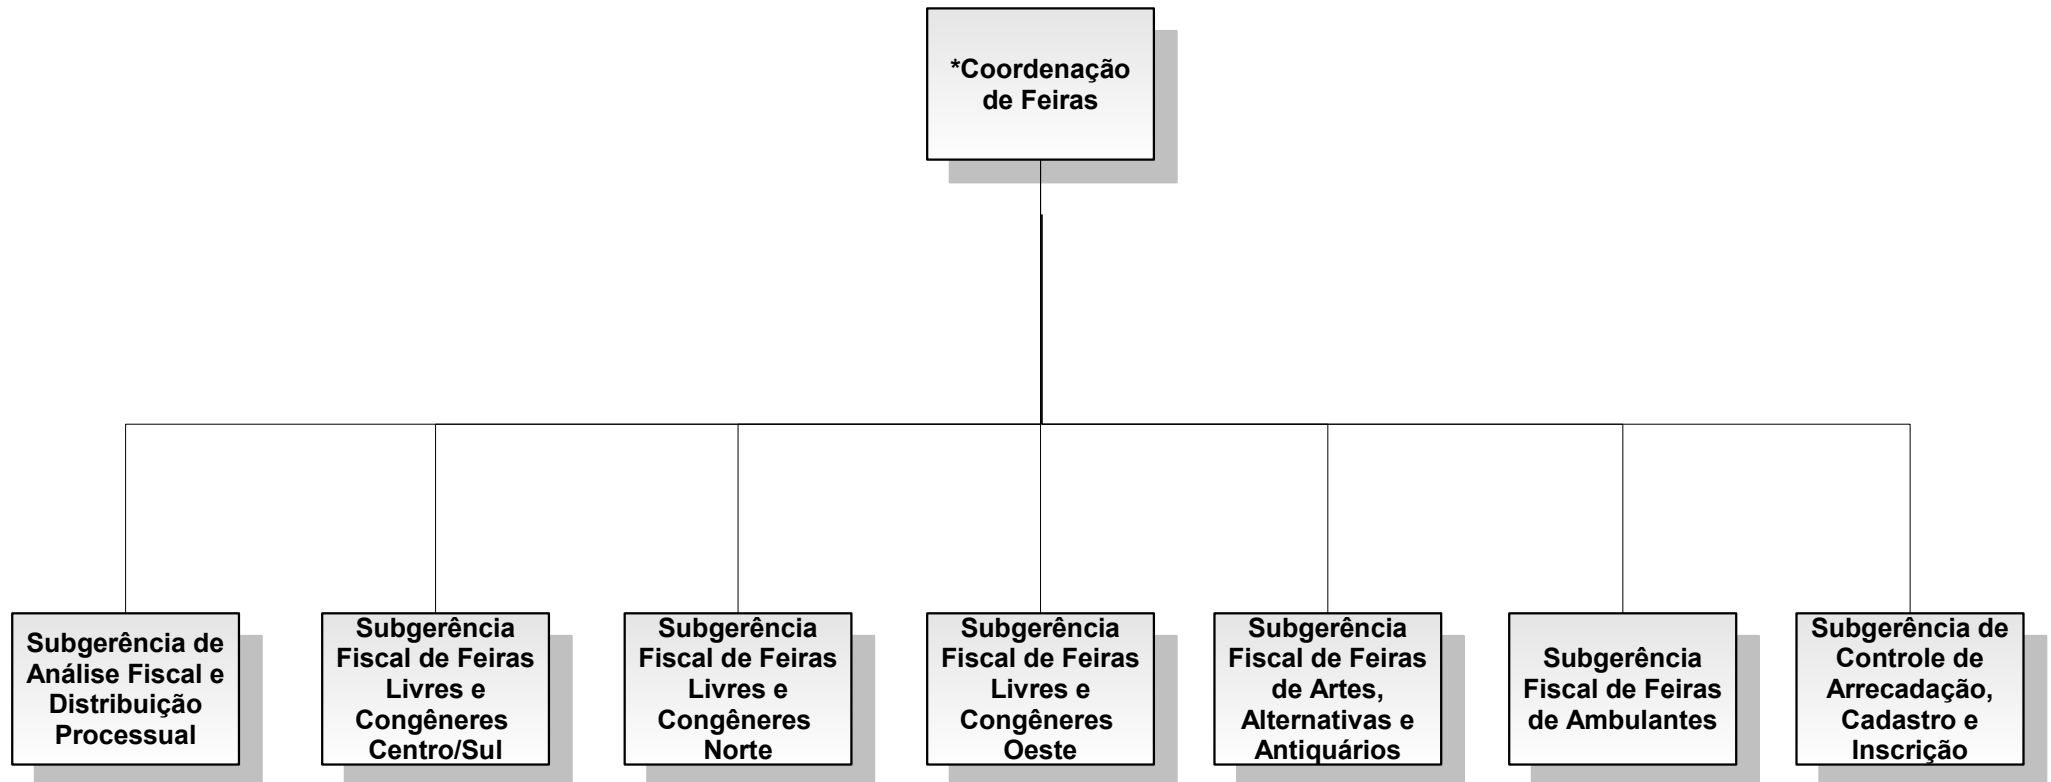 *Coordenação
de Feiras
Subgerência de
Análise Fiscal e
Distribuição
Processual
Subgerência
Fiscal de Feiras
Livres e
Congêneres
Centro/Sul
Subgerência
Fiscal de Feiras
Livres e
Congêneres
Norte
Subgerência
Fiscal de Feiras
Livres e
Congêneres
Oeste
Subgerência
Fiscal de Feiras
de Artes,
Alternativas e
Antiquários
Subgerência
Fiscal de Feiras
de Ambulantes
Subgerência de
Controle de
Arrecadação,
Cadastro e
Inscrição